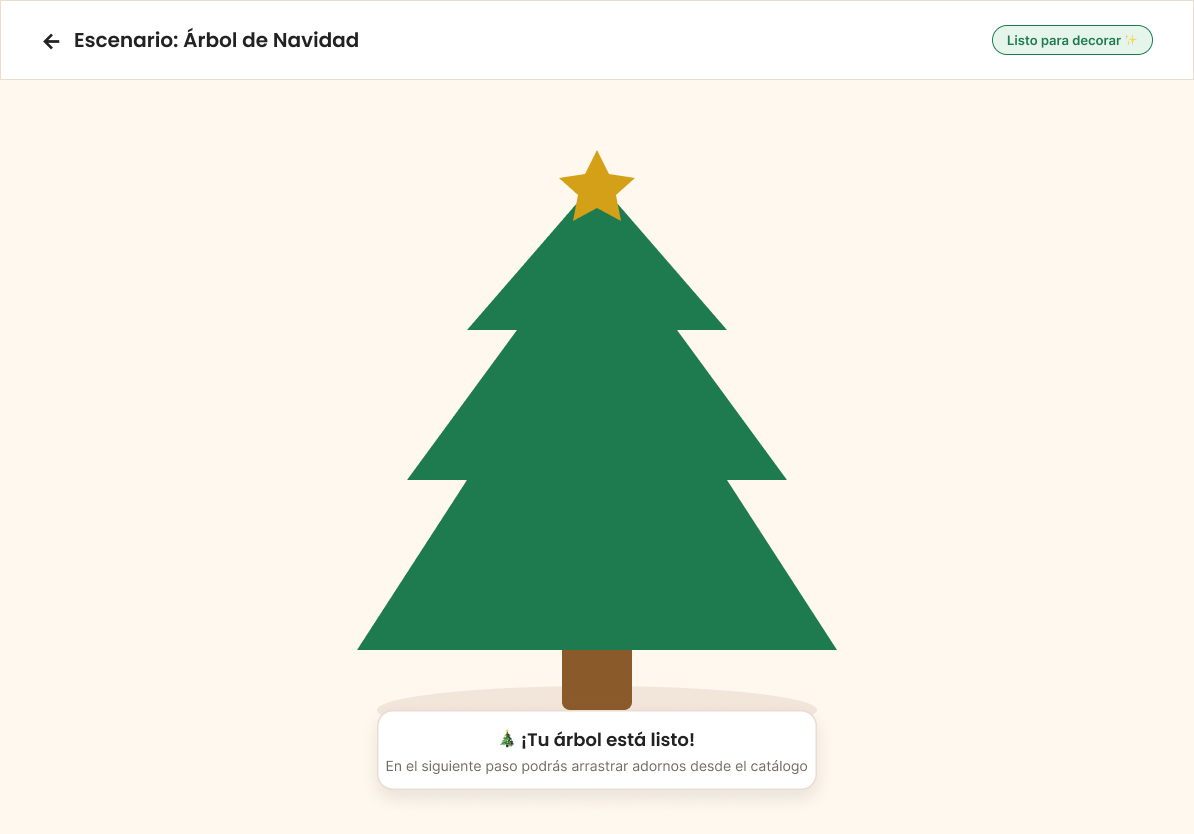 Escenario: Árbol de Navidad
Listo para decorar ✨
🎄 ¡Tu árbol está listo!
En el siguiente paso podrás arrastrar adornos desde el catálogo